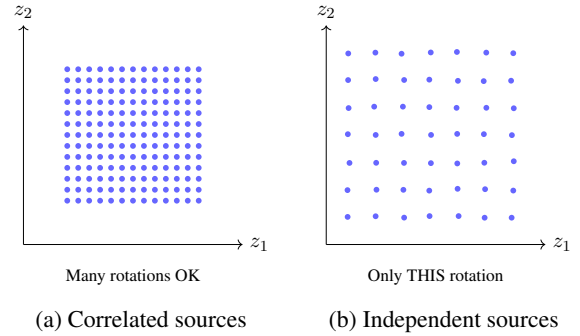 z₂
z₁
Many rotations OK
(a) Correlated sources
z₂
z₁
Only THIS rotation
(b) Independent sources